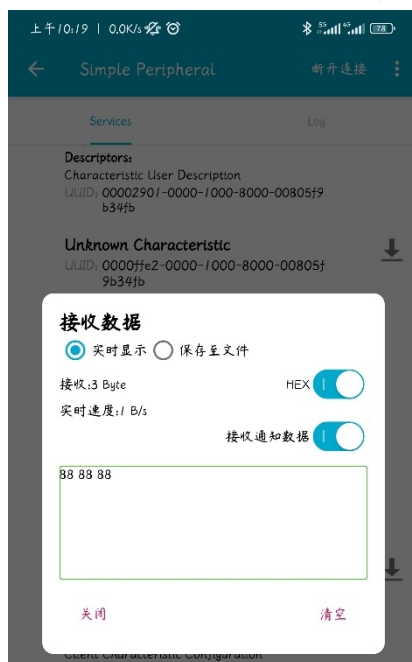 上午10:19 | 0.0K/s
55 45 78
Simple Peripheral 断开连接
Services Log
Descriptors:
Characteristic User Description
UUID: 00002901-0000-1000-8000-00805f9
b34fb
Unknown Characteristic
UUID: 0000ffe2-0000-1000-8000-00805f
9b34fb
接收数据
实时显示 保存至文件
接收:3 Byte HEX
实时速度:1 B/s
接收通知数据
88 88 88
关闭 清空
Client Characteristic Configuration